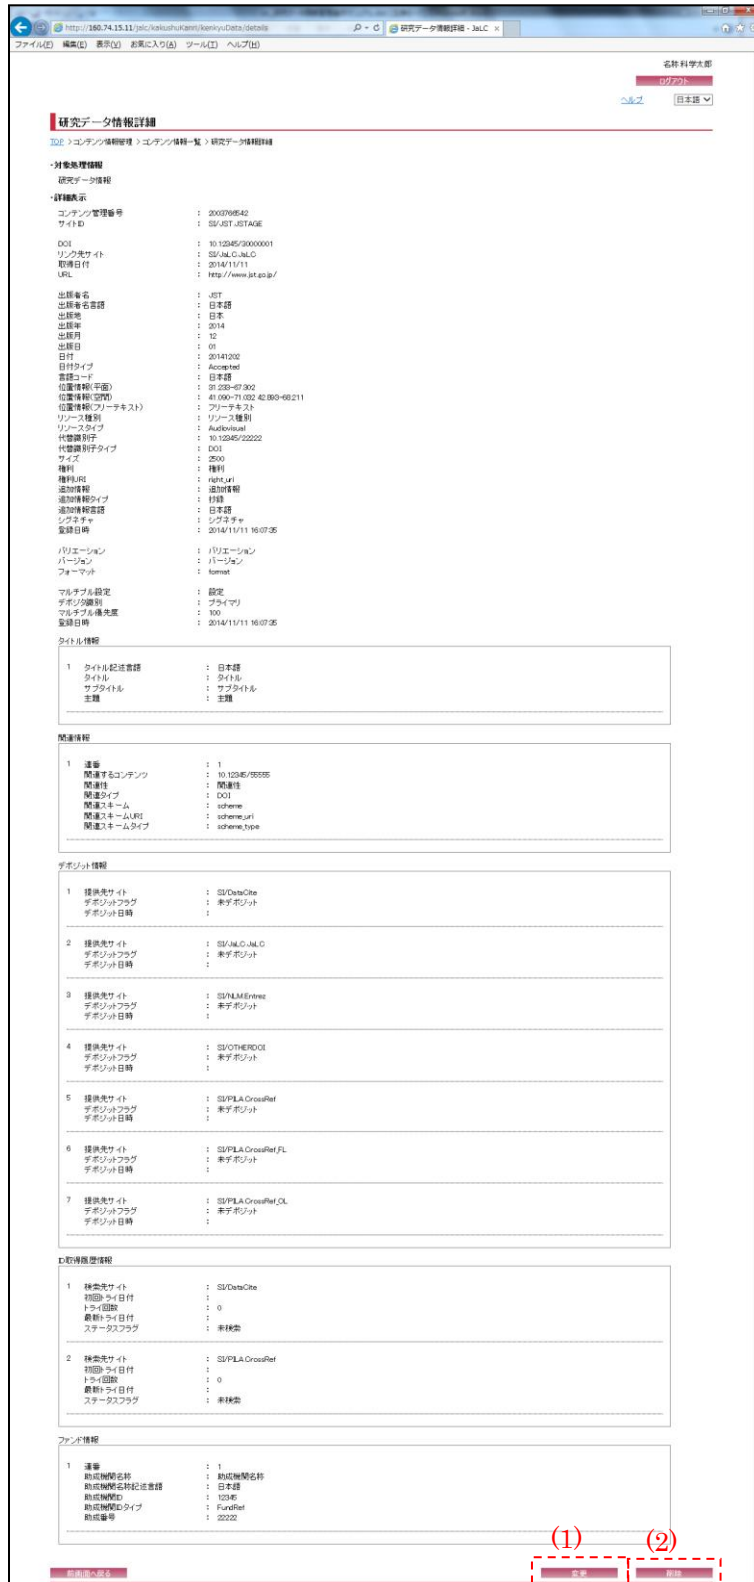 http://160.74.15.11/jalc/kakushuKanri/kenkyuData/details
研究データ情報詳細 - JaLC
ファイル(F) 編集(E) 表示(V) お気に入り(A) ツール(T) ヘルプ(H)
名称:科学太郎
ログアウト
ヘルプ 日本語
研究データ情報詳細
TOP >コンテンツ情報管理 >コンテンツ情報一覧 >研究データ情報詳細
・対象処理情報
研究データ情報
・詳細表示
コンテンツ管理番号 : 2003766542
サイトID : SI/JST.JSTAGE
DOI : 10.12345/30000001
リンク先サイト : SI/JaLC.JaLC
取得日付 : 2014/11/11
URL : http://www.jst.go.jp/
出版者名 : JST
出版者名言語 : 日本語
出版地 : 日本
出版年 : 2014
出版月 : 12
出版日 : 01
日付 : 20141202
日付タイプ : Accepted
言語コード : 日本語
位置情報(平面) : 31.233-67.302
位置情報(空間) : 41.090-71.032 42.893-68.211
位置情報(フリーテキスト) : フリーテキスト
リソース種別 : リソース種別
リソースタイプ : Audiovisual
代替識別子 : 10.12345/22222
代替識別子タイプ : DOI
サイズ : 2500
権利 : 権利
権利URI : right_uri
追加情報 : 追加情報
追加情報タイプ : 抄録
追加情報言語 : 日本語
シグネチャ : シグネチャ
登録日時 : 2014/11/11 16:07:35
バリエーション : バリエーション
バージョン : バージョン
フォーマット : format
マルチプル設定 : 設定
デポジタ識別 : プライマリ
マルチプル優先度 : 100
登録日時 : 2014/11/11 16:07:35
タイトル情報
1 タイトル記述言語 : 日本語
タイトル : タイトル
サブタイトル : サブタイトル
主題 : 主題
関連情報
1 連番 : 1
関連するコンテンツ : 10.12345/55555
関連性 : 関連性
関連タイプ : DOI
関連スキーム : scheme
関連スキームURI : scheme_uri
関連スキームタイプ : scheme_type
デポジット情報
1 提供先サイト : SI/DataCite
デポジットフラグ : 未デポジット
デポジット日時 :
2 提供先サイト : SI/JaLC.JaLC
デポジットフラグ : 未デポジット
デポジット日時 :
3 提供先サイト : SI/NLM.Entrez
デポジットフラグ : 未デポジット
デポジット日時 :
4 提供先サイト : SI/OTHERDOI
デポジットフラグ : 未デポジット
デポジット日時 :
5 提供先サイト : SI/PILA.CrossRef
デポジットフラグ : 未デポジット
デポジット日時 :
6 提供先サイト : SI/PILA.CrossRef_FL
デポジットフラグ : 未デポジット
デポジット日時 :
7 提供先サイト : SI/PILA.CrossRef_OL
デポジットフラグ : 未デポジット
デポジット日時 :
ID取得履歴情報
1 検索先サイト : SI/DataCite
初回トライ日付 :
トライ回数 : 0
最新トライ日付 :
ステータスフラグ : 未検索
2 検索先サイト : SI/PILA.CrossRef
初回トライ日付 :
トライ回数 : 0
最新トライ日付 :
ステータスフラグ : 未検索
ファンド情報
1 連番 : 1
助成機関名称 : 助成機関名称
助成機関名称記述言語 : 日本語
助成機関ID : 12345
助成機関IDタイプ : FundRef
助成番号 : 22222
(1) (2)
前画面へ戻る 変更 削除